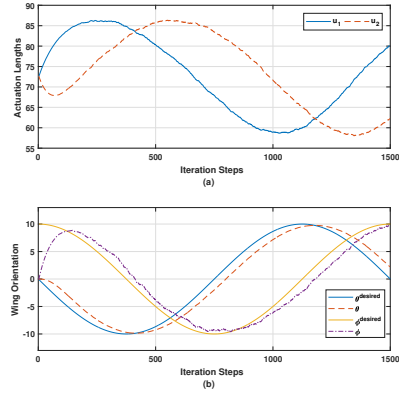 90
85
80
75
70
65
60
55
Actuation Lengths
u1 u2
0 500 1000 1500
Iteration Steps
(a)
10
5
0
-5
-10
Wing Orientation
θdesired
θ
ϕdesired
ϕ
0 500 1000 1500
Iteration Steps
(b)